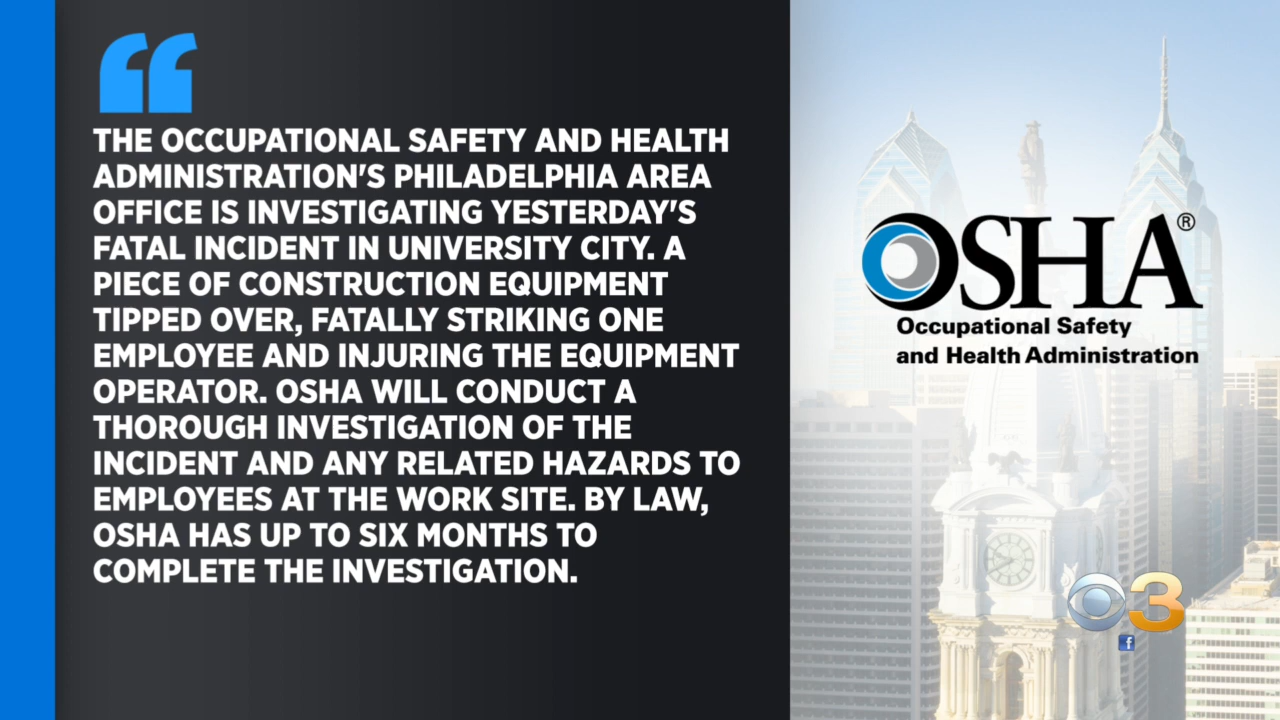 THE OCCUPATIONAL SAFETY AND HEALTH
ADMINISTRATION'S PHILADELPHIA AREA
OFFICE IS INVESTIGATING YESTERDAY'S
FATAL INCIDENT IN UNIVERSITY CITY. A
PIECE OF CONSTRUCTION EQUIPMENT
TIPPED OVER, FATALLY STRIKING ONE
EMPLOYEE AND INJURING THE EQUIPMENT
OPERATOR. OSHA WILL CONDUCT A
THOROUGH INVESTIGATION OF THE
INCIDENT AND ANY RELATED HAZARDS TO
EMPLOYEES AT THE WORK SITE. BY LAW,
OSHA HAS UP TO SIX MONTHS TO
COMPLETE THE INVESTIGATION.
OSHA®
Occupational Safety
and Health Administration
3
f